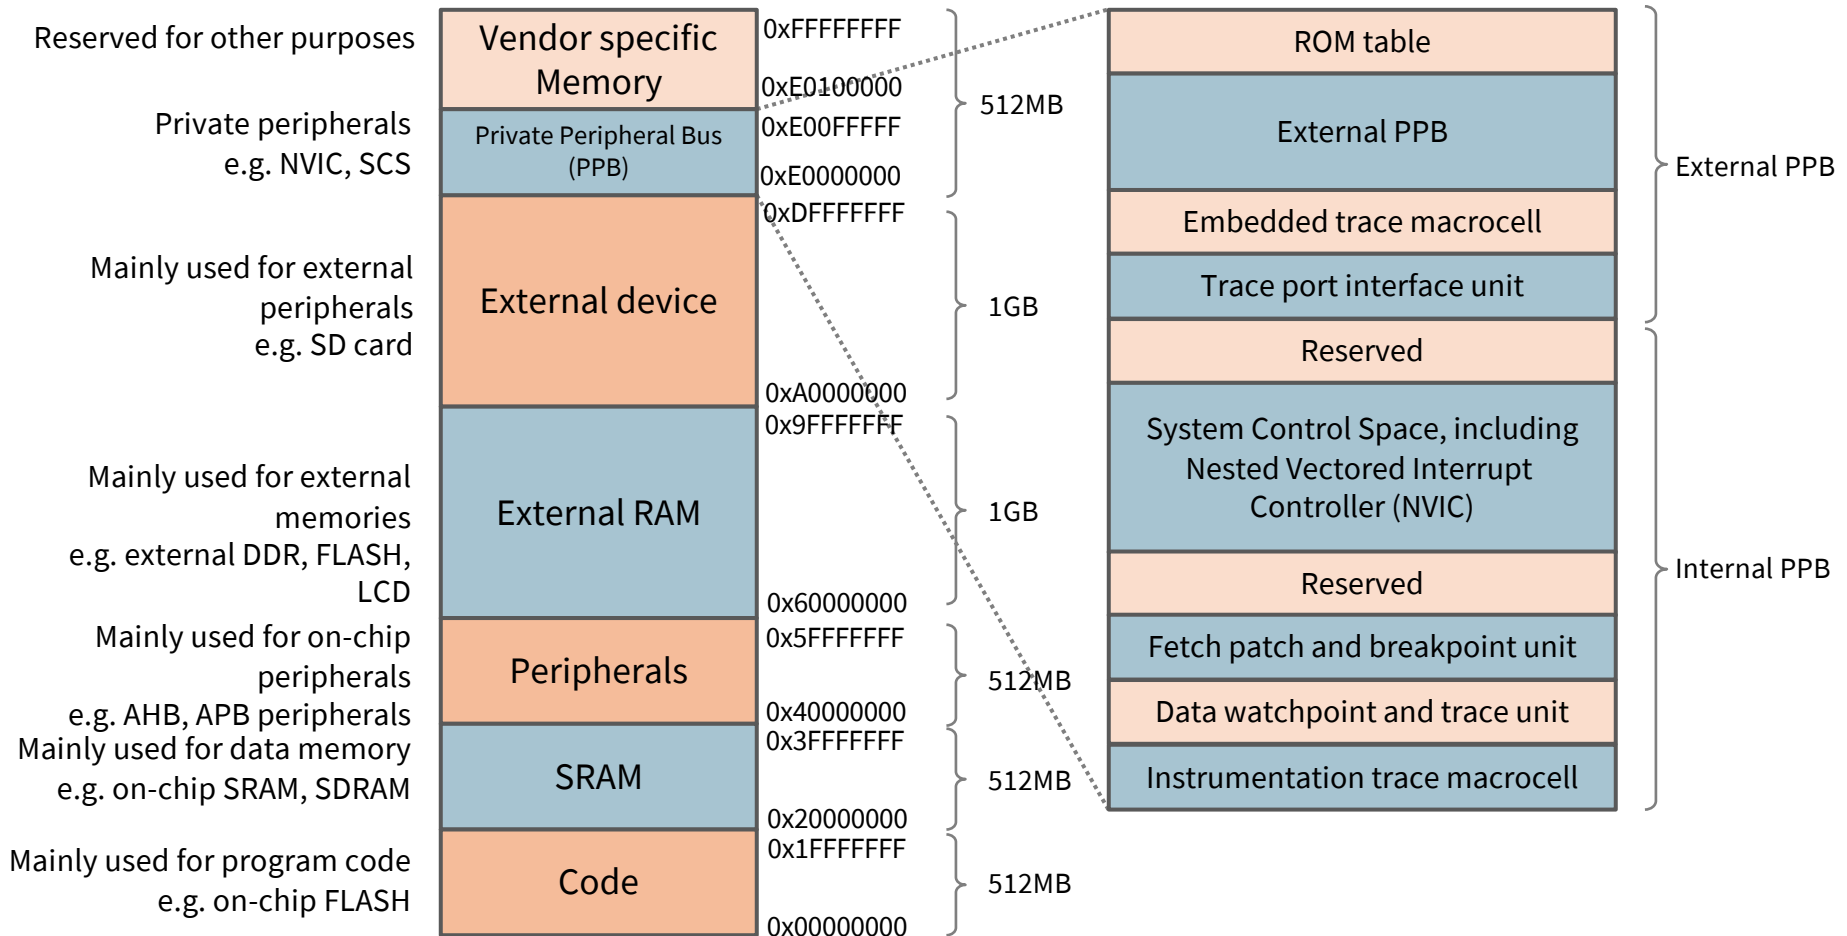 Reserved for other purposes
Private peripherals
e.g. NVIC, SCS
Mainly used for external
peripherals
e.g. SD card
Mainly used for external
memories
e.g. external DDR, FLASH,
LCD
Mainly used for on-chip
peripherals
e.g. AHB, APB peripherals
Mainly used for data memory
e.g. on-chip SRAM, SDRAM
Mainly used for program code
e.g. on-chip FLASH
Vendor specific
Memory
Private Peripheral Bus
(PPB)
External device
External RAM
Peripherals
SRAM
Code
0xFFFFFFFF
0xE0100000
0xE00FFFFF
0xE0000000
0xDFFFFFFF
0xA0000000
0x9FFFFFFF
0x60000000
0x5FFFFFFF
0x40000000
0x3FFFFFFF
0x20000000
0x1FFFFFFF
0x00000000
512MB
1GB
1GB
512MB
512MB
512MB
ROM table
External PPB
Embedded trace macrocell
Trace port interface unit
Reserved
System Control Space, including
Nested Vectored Interrupt
Controller (NVIC)
Reserved
Fetch patch and breakpoint unit
Data watchpoint and trace unit
Instrumentation trace macrocell
External PPB
Internal PPB